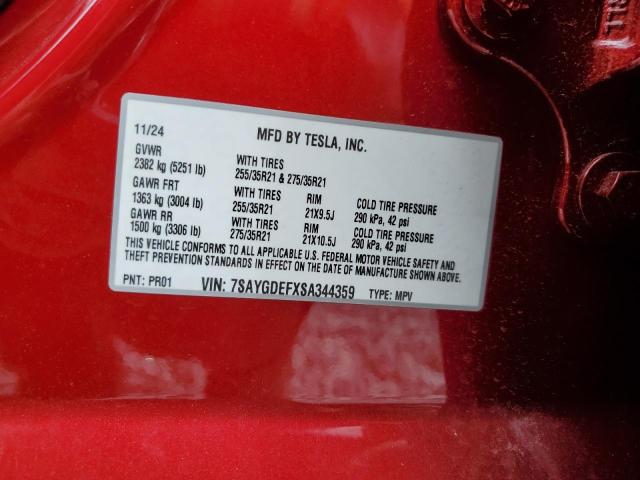 11/24 MFD BY TESLA, INC.
GVWR
2382 kg (5251 lb) WITH TIRES
255/35R21 & 275/35R21
GAWR FRT WITH TIRES RIM COLD TIRE PRESSURE
1363 kg (3004 lb) 255/35R21 21X9.5J 290 kPa, 42 psi
GAWR RR WITH TIRES RIM COLD TIRE PRESSURE
1500 kg (3306 lb) 275/35R21 21X10.5J 290 kPa, 42 psi
THIS VEHICLE CONFORMS TO ALL APPLICABLE U.S. FEDERAL MOTOR VEHICLE SAFETY AND
THEFT PREVENTION STANDARDS IN EFFECT ON THE DATE OF MANUFACTURE SHOWN ABOVE.
PNT: PR01 VIN: 7SAYGDEFXSA344359 TYPE: MPV